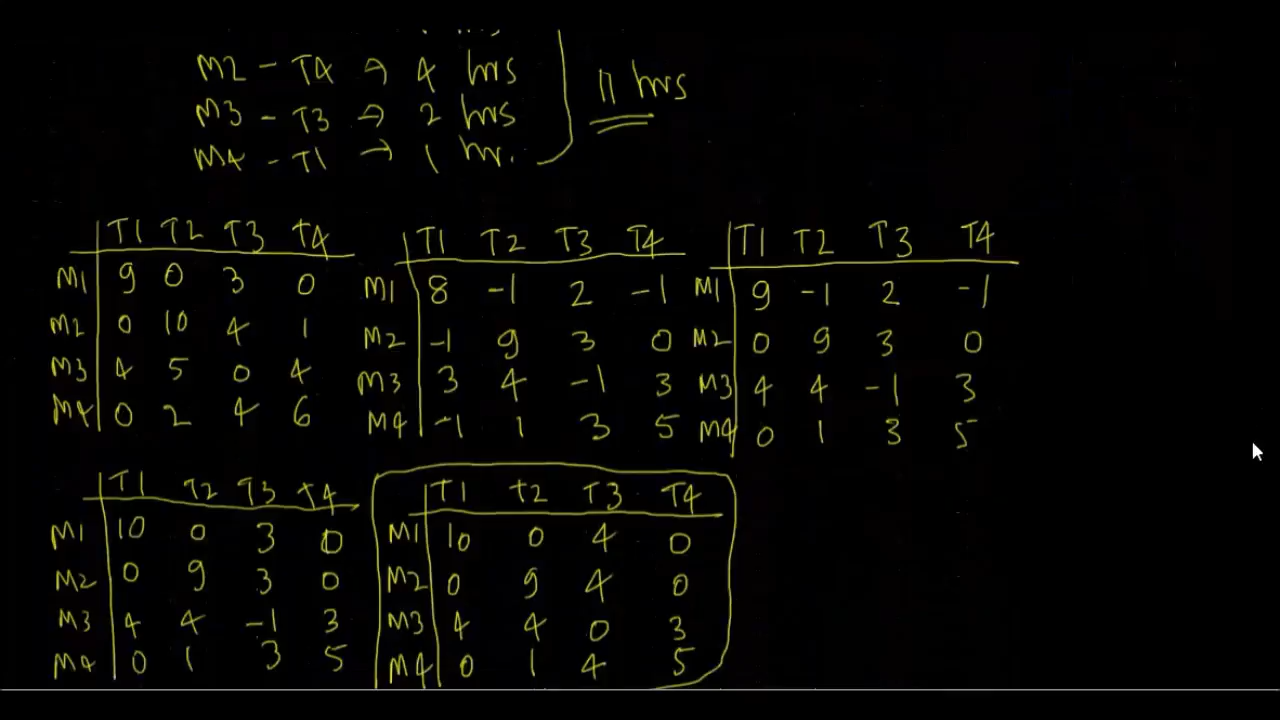 M2 - T4 → 4 hrs
M3 - T3 → 2 hrs
M4 - T1 → 1 hr.
11 hrs
T1 T2 T3 T4
M1 9 0 3 0
M2 0 10 4 1
M3 4 5 0 4
M4 0 2 4 6
T1 T2 T3 T4
M1 8 -1 2 -1
M2 -1 9 3 0
M3 3 4 -1 3
M4 -1 1 3 5
T1 T2 T3 T4
M1 9 -1 2 -1
M2 0 9 3 0
M3 4 4 -1 3
M4 0 1 3 5
T1 T2 T3 T4
M1 10 0 3 0
M2 0 9 3 0
M3 4 4 -1 3
M4 0 1 3 5
T1 T2 T3 T4
M1 10 0 4 0
M2 0 9 4 0
M3 4 4 0 3
M4 0 1 4 5